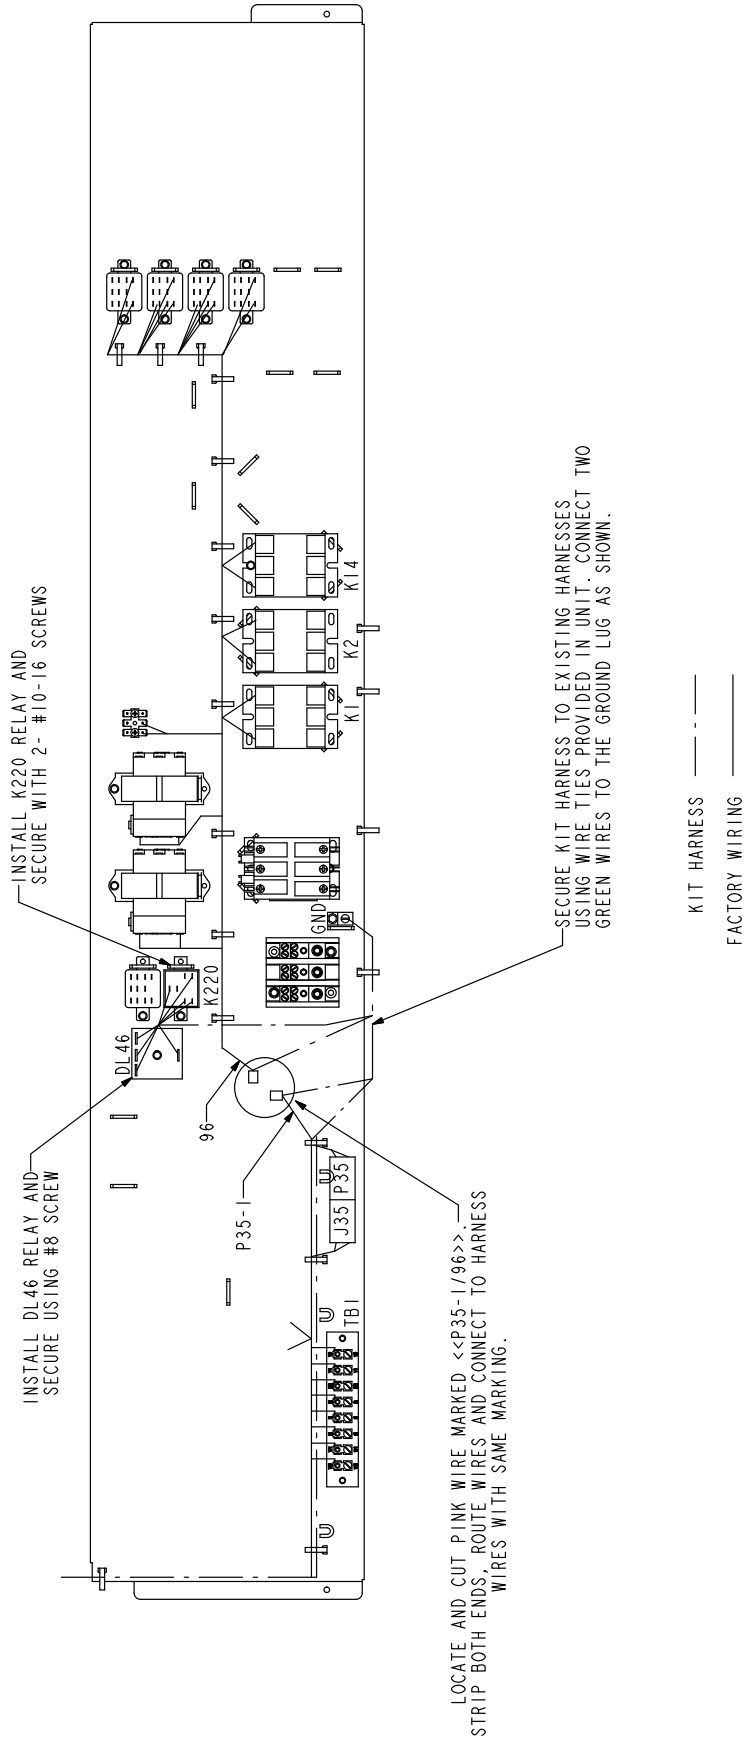 INSTALL K220 RELAY AND
SECURE WITH 2- #10-16 SCREWS
INSTALL DL46 RELAY AND
SECURE USING #8 SCREW
DL46
K220
GND
K1
K2
K14
96
P35-1
J35
P35
TB1
SECURE KIT HARNESS TO EXISTING HARNESSES
USING WIRE TIES PROVIDED IN UNIT. CONNECT TWO
GREEN WIRES TO THE GROUND LUG AS SHOWN.
LOCATE AND CUT PINK WIRE MARKED <<P35-1/96>>.
STRIP BOTH ENDS, ROUTE WIRES AND CONNECT TO HARNESS
WIRES WITH SAME MARKING.
KIT HARNESS
FACTORY WIRING